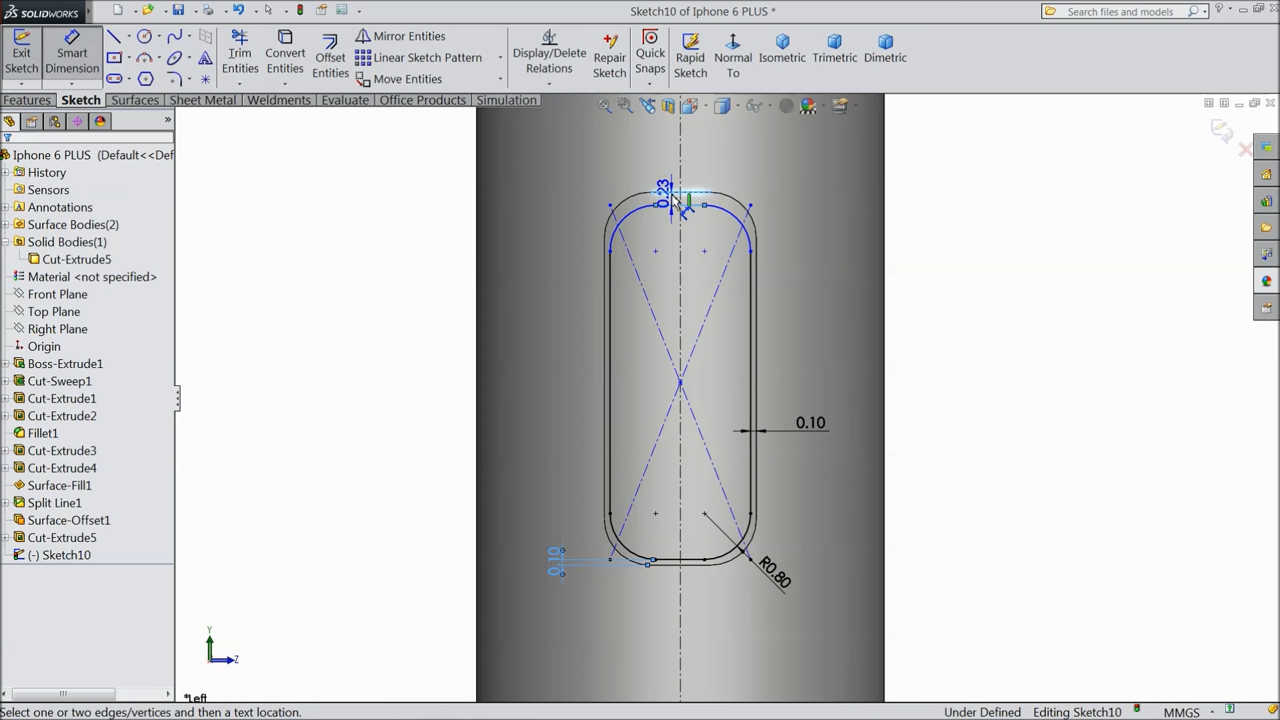 SOLIDWORKS
Sketch10 of Iphone 6 PLUS *
Search files and models
Exit Sketch
Smart Dimension
Trim Entities
Convert Entities
Offset Entities
Mirror Entities
Linear Sketch Pattern
Move Entities
Display/Delete Relations
Repair Sketch
Quick Snaps
Rapid Sketch
Normal To
Isometric
Trimetric
Dimetric
Features
Sketch
Surfaces
Sheet Metal
Weldments
Evaluate
Office Products
Simulation
Iphone 6 PLUS (Default<<Def
History
Sensors
Annotations
Surface Bodies(2)
Solid Bodies(1)
Cut-Extrude5
Material <not specified>
Front Plane
Top Plane
Right Plane
Origin
Boss-Extrude1
Cut-Sweep1
Cut-Extrude1
Cut-Extrude2
Fillet1
Cut-Extrude3
Cut-Extrude4
Surface-Fill1
Split Line1
Surface-Offset1
Cut-Extrude5
(-) Sketch10
0.23
0.10
0.10
R0.80
Y
Z
*Left
Select one or two edges/vertices and then a text location.
Under Defined
Editing Sketch10
MMGS